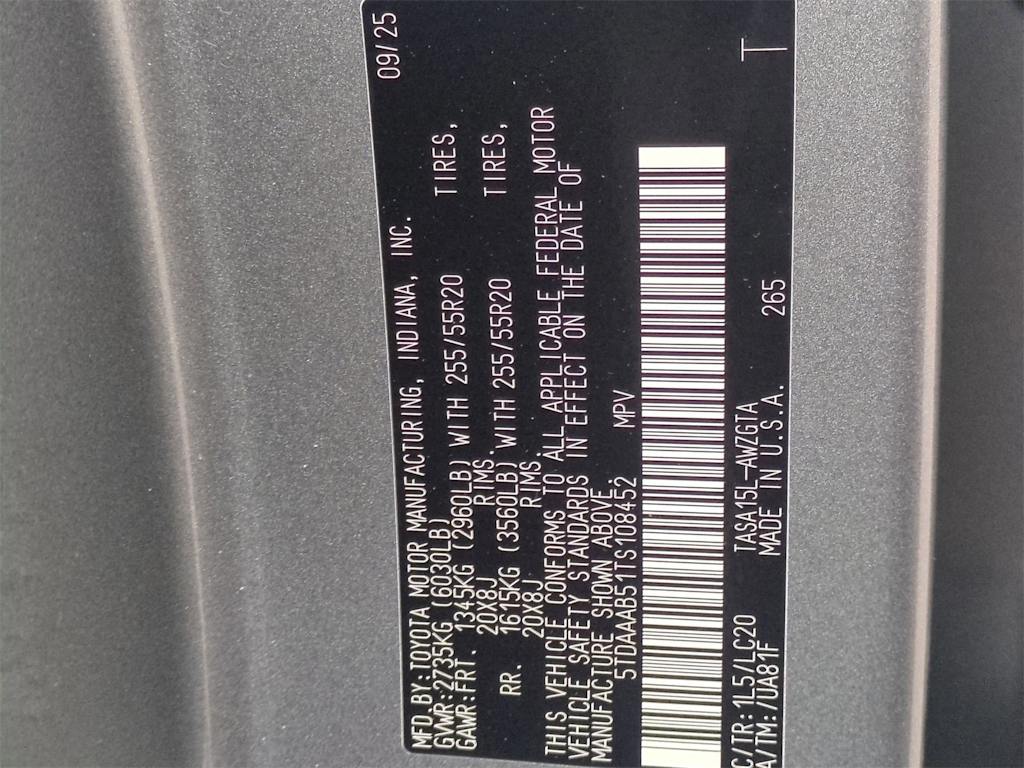 MFD.BY:TOYOTA MOTOR MANUFACTURING, INDIANA, INC. 09/25
GVWR:2735KG (6030LB)
GAWR:FRT. 1345KG (2960LB) WITH 255/55R20 TIRES,
20X8J RIMS.
RR. 1615KG (3560LB) WITH 255/55R20 TIRES,
20X8J RIMS.
THIS VEHICLE CONFORMS TO ALL APPLICABLE FEDERAL MOTOR
VEHICLE SAFETY STANDARDS IN EFFECT ON THE DATE OF
MANUFACTURE SHOWN ABOVE.
5TDAAAB51TS108452 MPV
C/TR:1L5/LC20 TASA15L-AWZGTA T
A/TM:/UA81F MADE IN U.S.A. 265